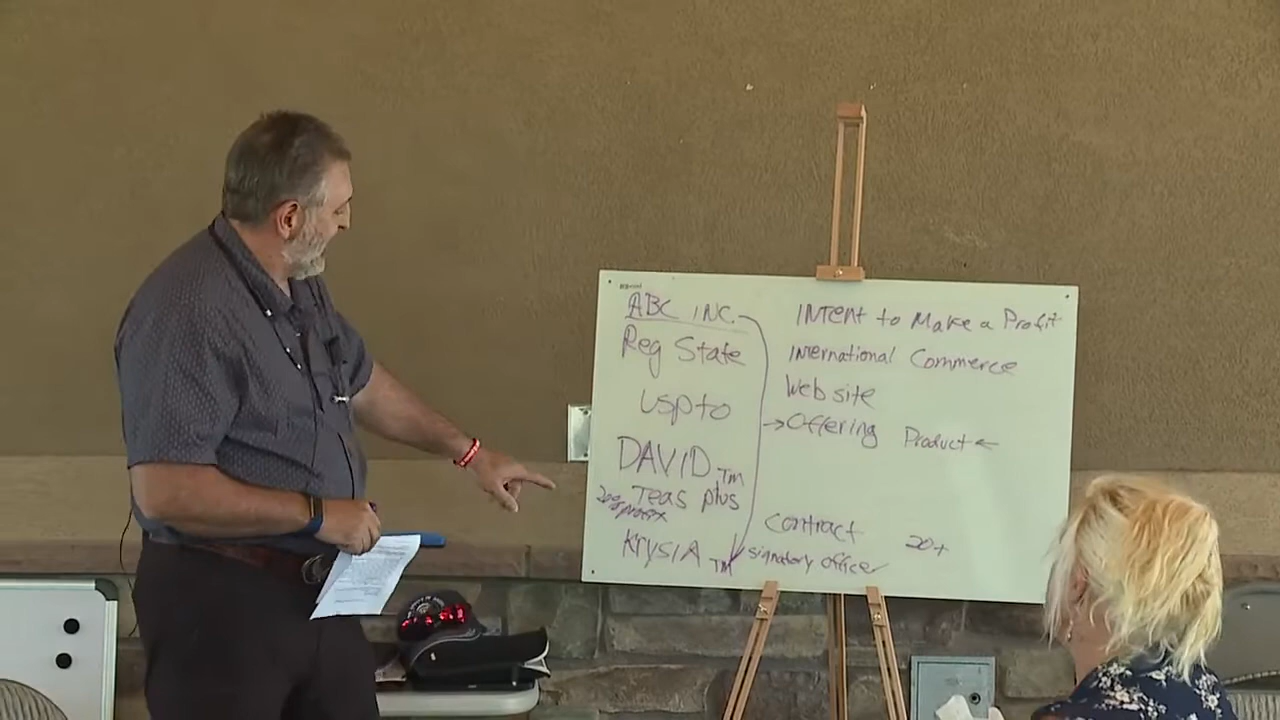 ABC INC.
Reg State
uspto
DAVID TM
TEAS plus
KrysiA TM
INTent to Make a Profit
INternational Commerce
Web site
→Offering Product←
Contract
signatory officer
20+